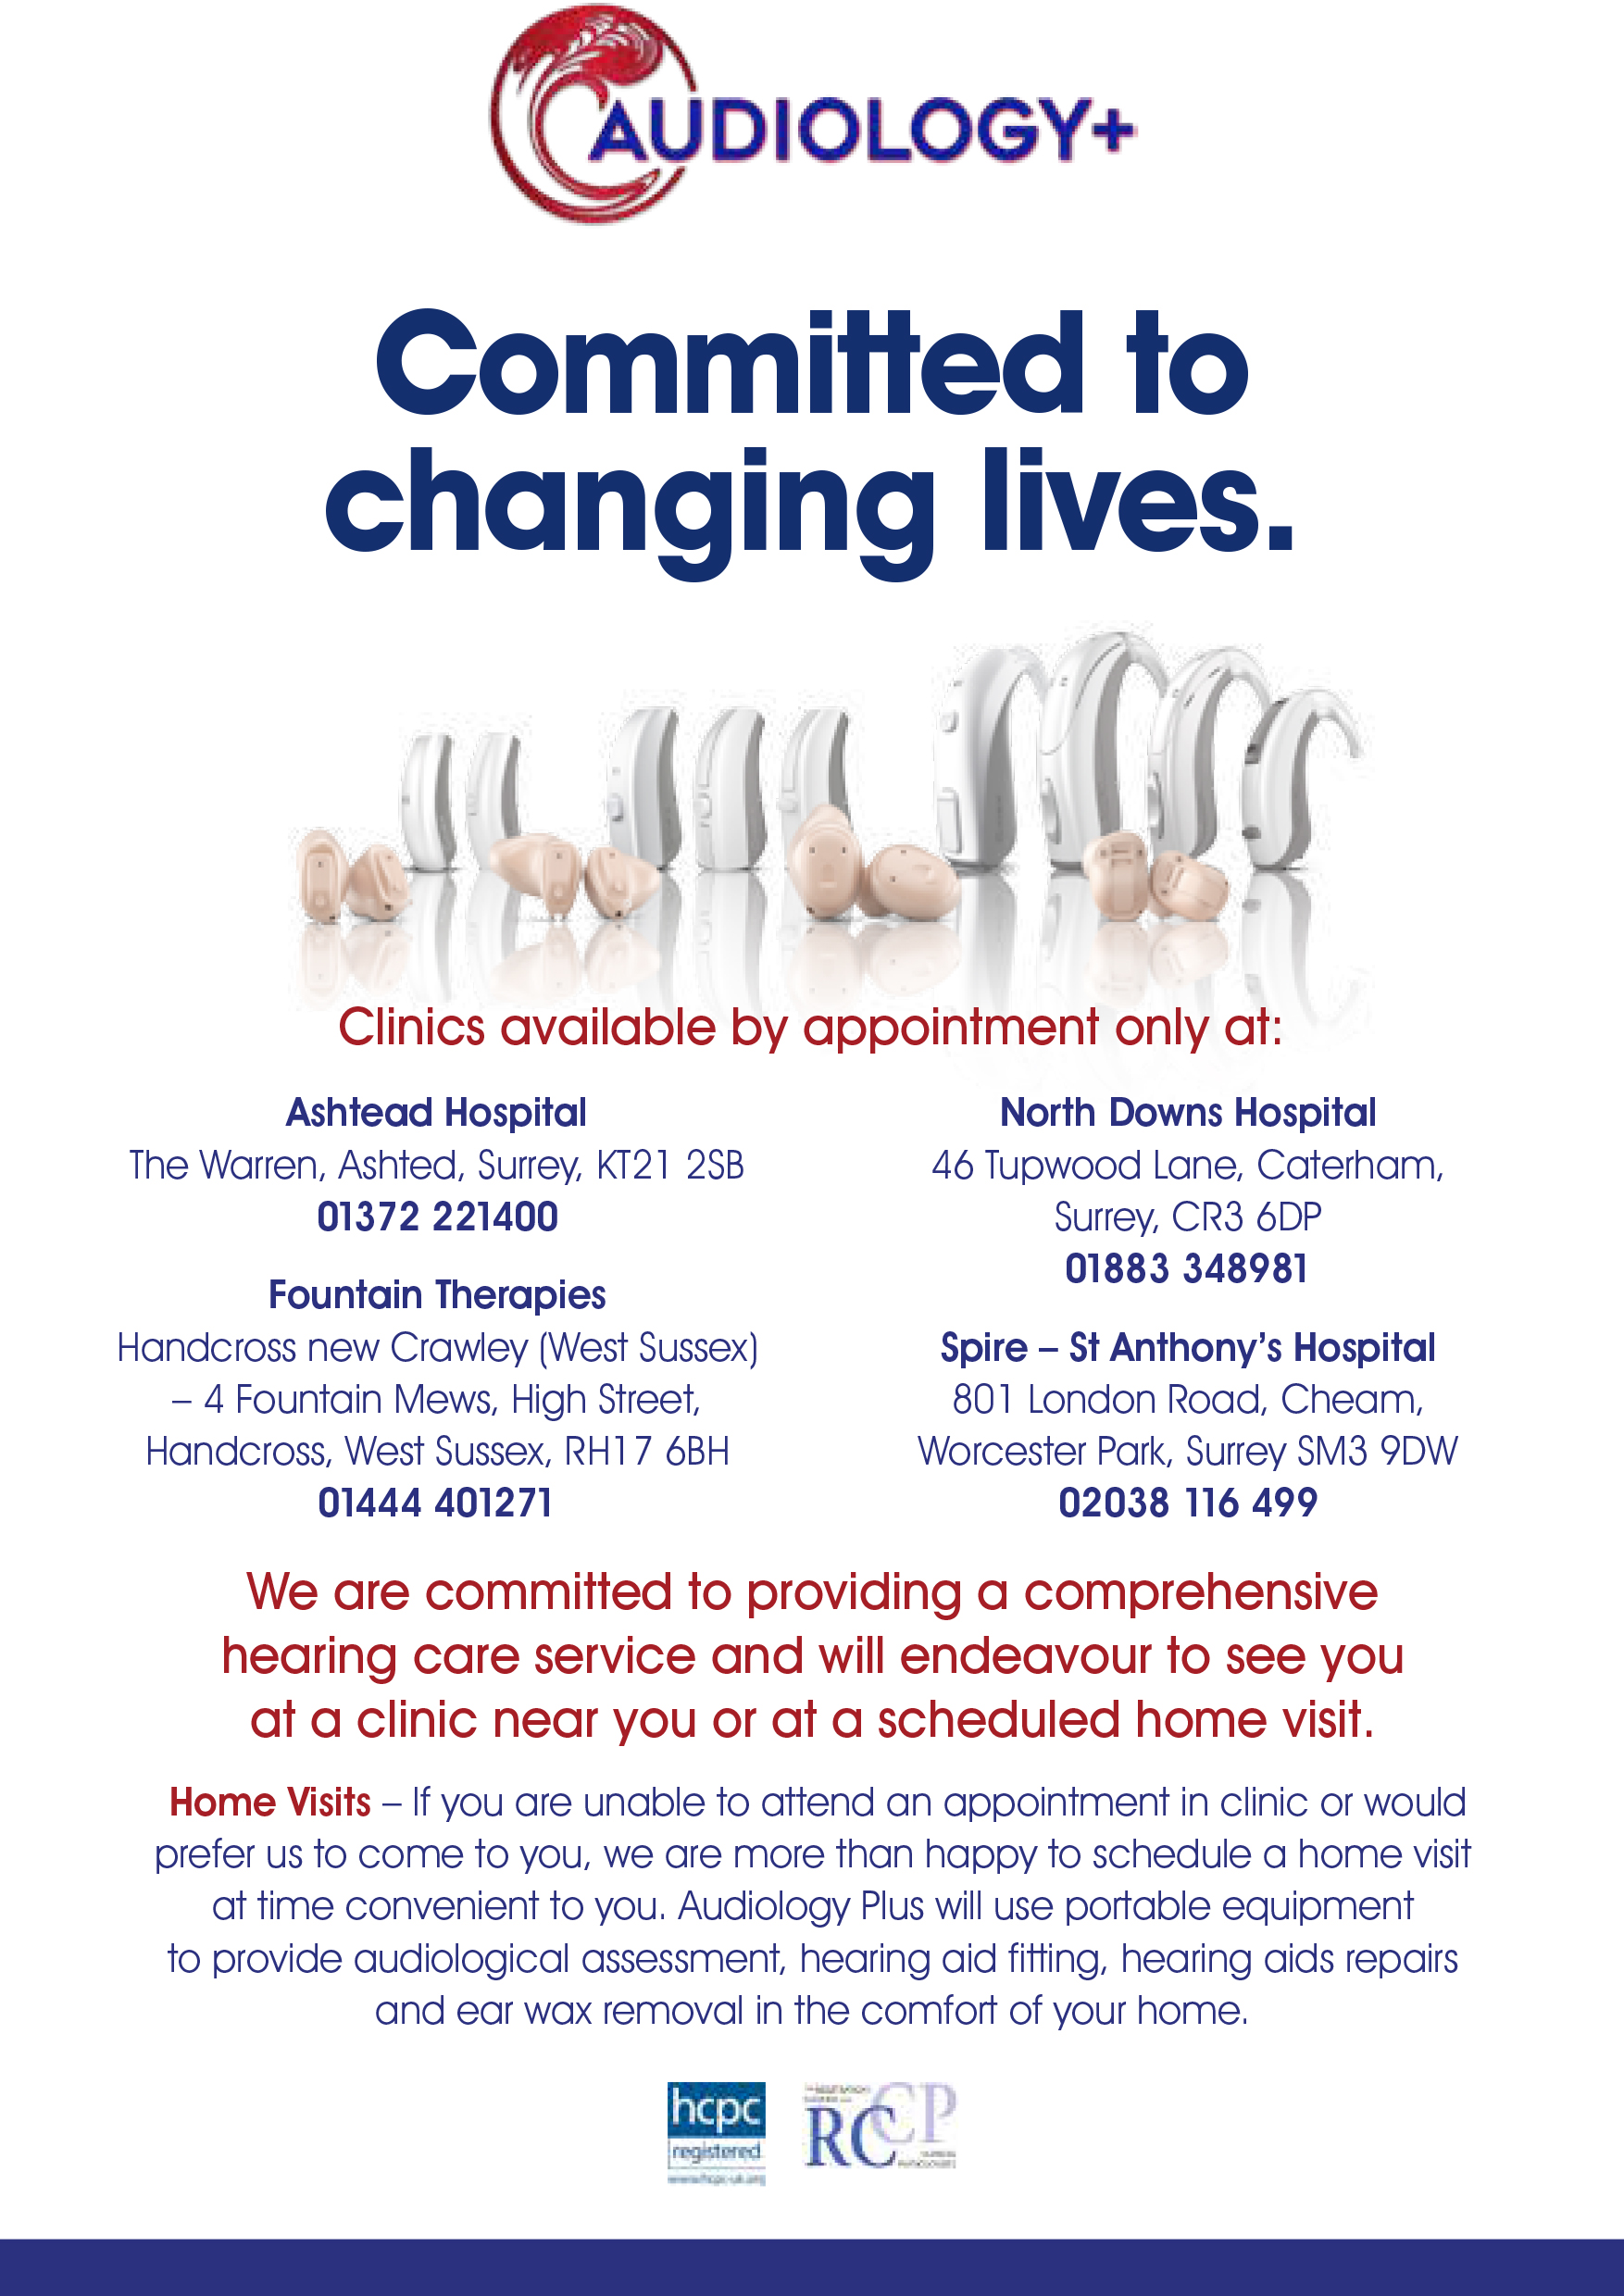 AUDIOLOGY+
Committed to
changing lives.
Clinics available by appointment only at:
Ashtead Hospital
The Warren, Ashted, Surrey, KT21 2SB
01372 221400
Fountain Therapies
Handcross new Crawley (West Sussex)
– 4 Fountain Mews, High Street,
Handcross, West Sussex, RH17 6BH
01444 401271
North Downs Hospital
46 Tupwood Lane, Caterham,
Surrey, CR3 6DP
01883 348981
Spire – St Anthony’s Hospital
801 London Road, Cheam,
Worcester Park, Surrey SM3 9DW
02038 116 499
We are committed to providing a comprehensive
hearing care service and will endeavour to see you
at a clinic near you or at a scheduled home visit.
Home Visits – If you are unable to attend an appointment in clinic or would
prefer us to come to you, we are more than happy to schedule a home visit
at time convenient to you. Audiology Plus will use portable equipment
to provide audiological assessment, hearing aid fitting, hearing aids repairs
and ear wax removal in the comfort of your home.
hcpc
registered
www.hcpc-uk.org
RCCP